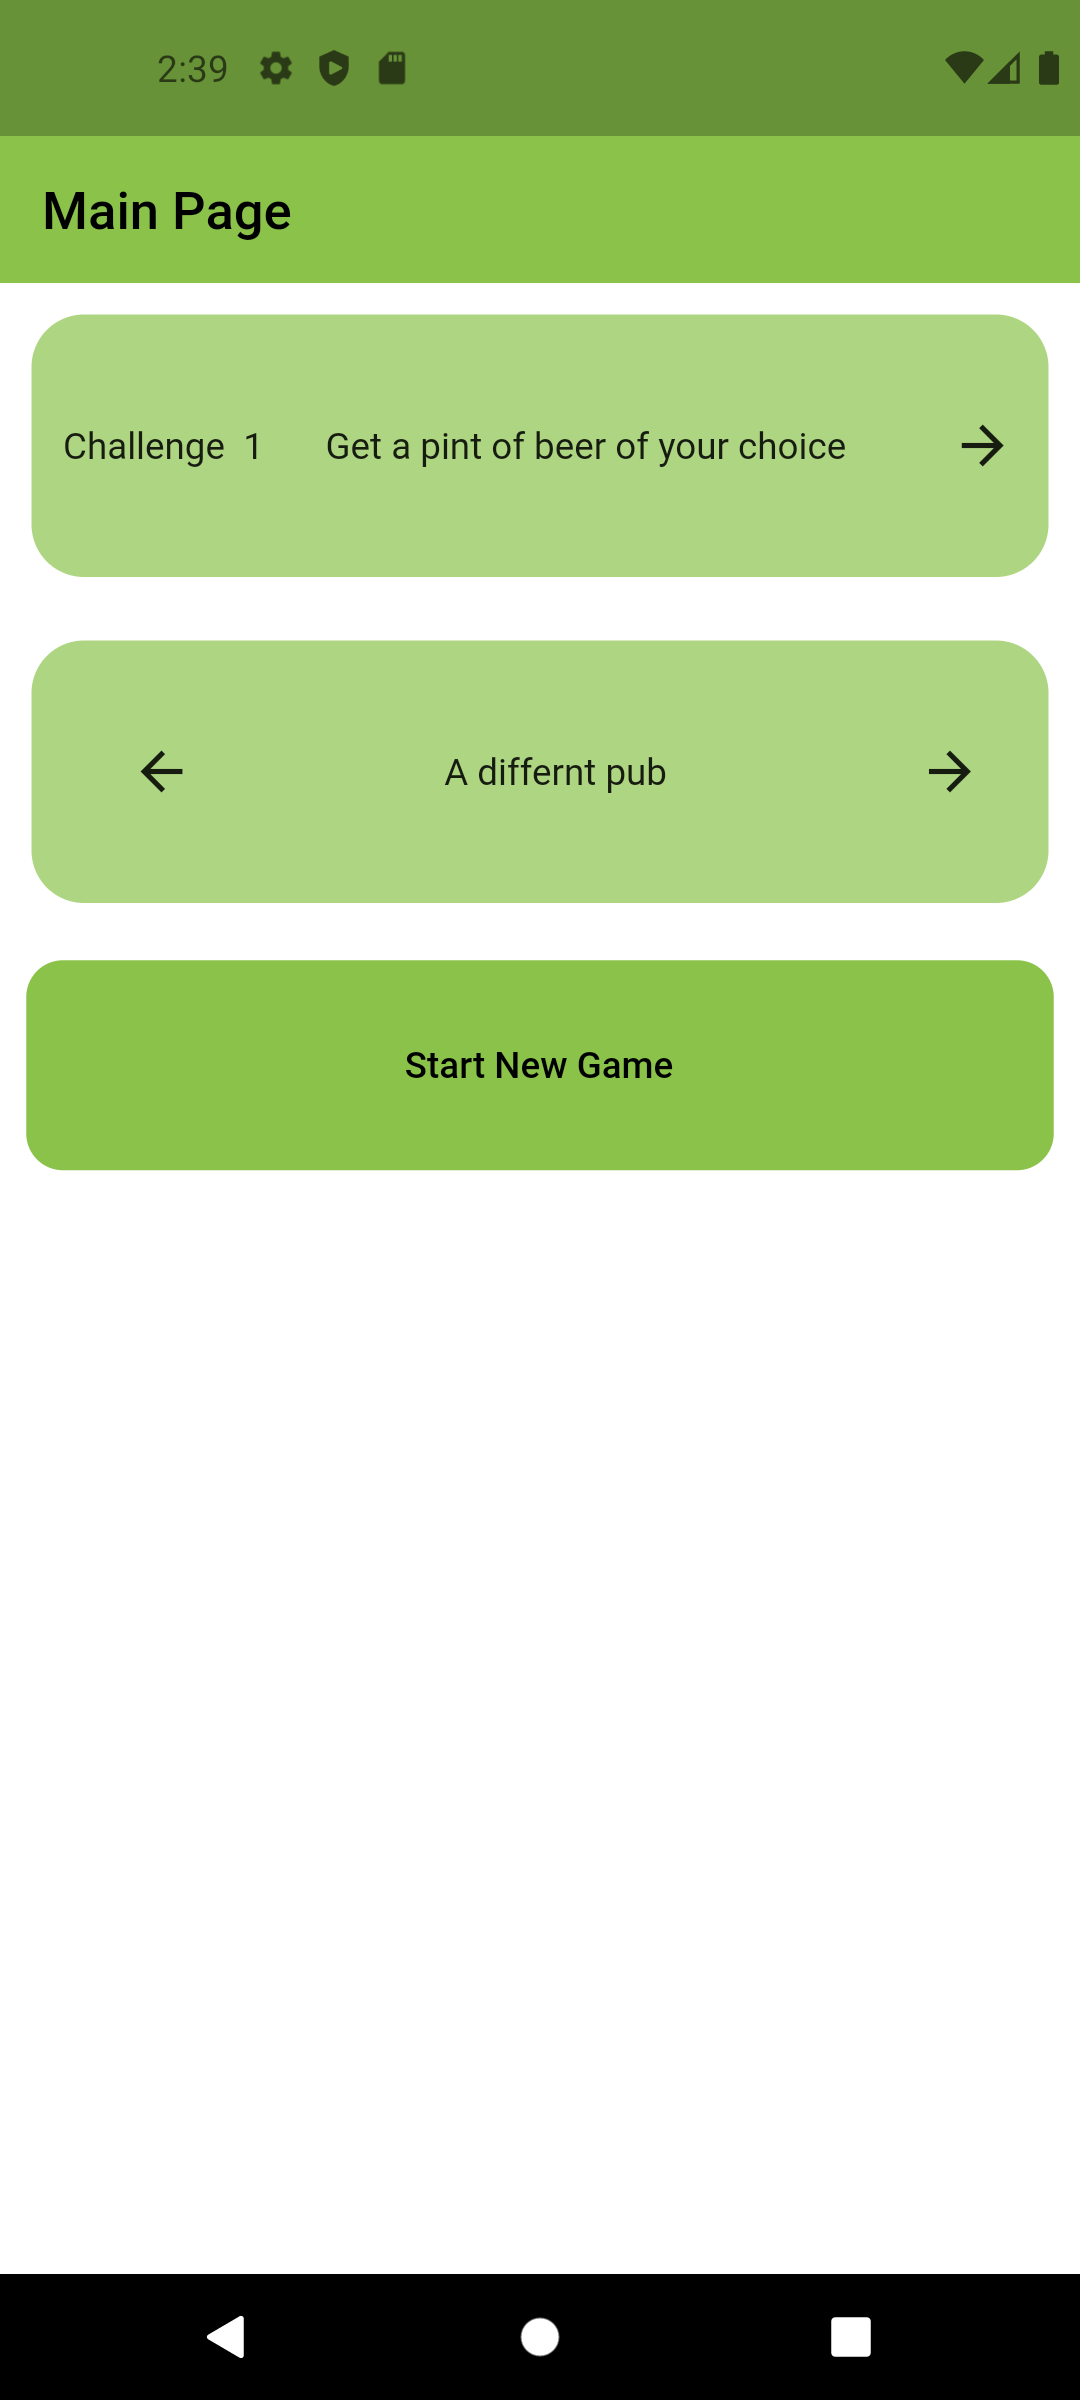 2:39
Main Page
Challenge 1 Get a pint of beer of your choice
A differnt pub
Start New Game